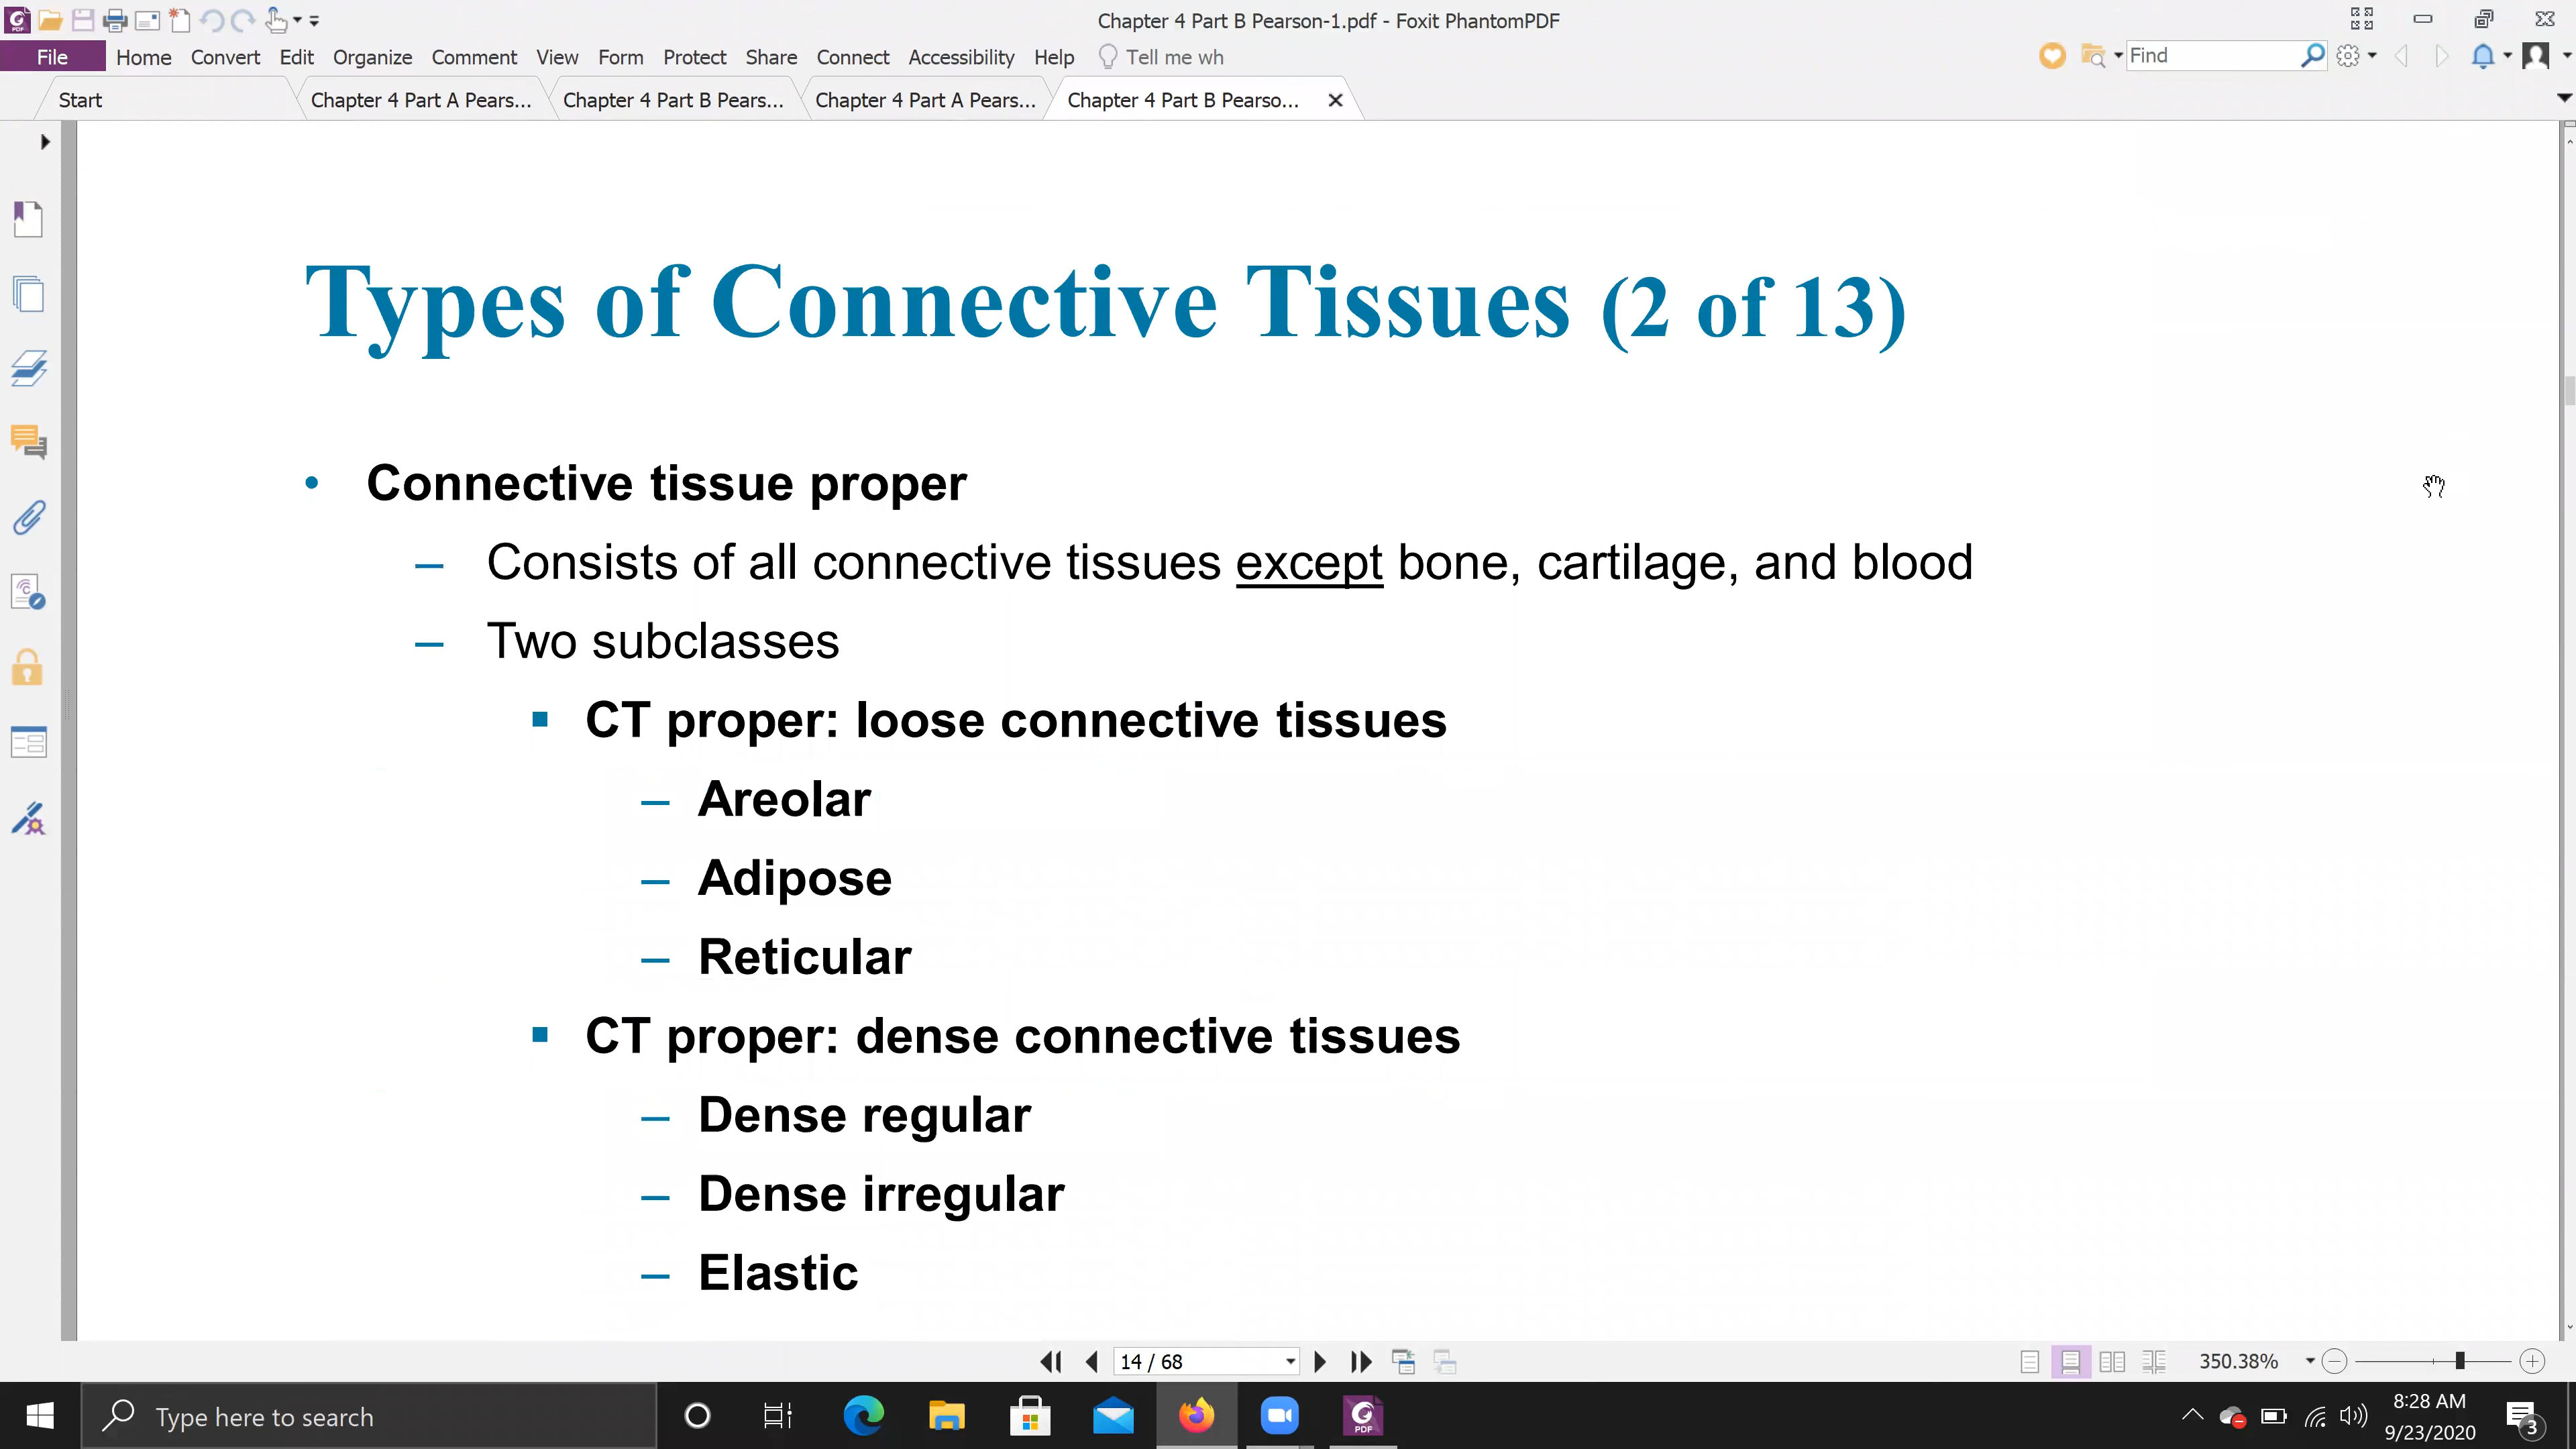 Chapter 4 Part B Pearson-1.pdf - Foxit PhantomPDF
File Home Convert Edit Organize Comment View Form Protect Share Connect Accessibility Help Tell me wh Find
Start Chapter 4 Part A Pears... Chapter 4 Part B Pears... Chapter 4 Part A Pears... Chapter 4 Part B Pearso...
Types of Connective Tissues (2 of 13)
• Connective tissue proper
– Consists of all connective tissues except bone, cartilage, and blood
– Two subclasses
▪ CT proper: loose connective tissues
– Areolar
– Adipose
– Reticular
▪ CT proper: dense connective tissues
– Dense regular
– Dense irregular
– Elastic
14 / 68 350.38%
Type here to search
PDF
8:28 AM
9/23/2020
3